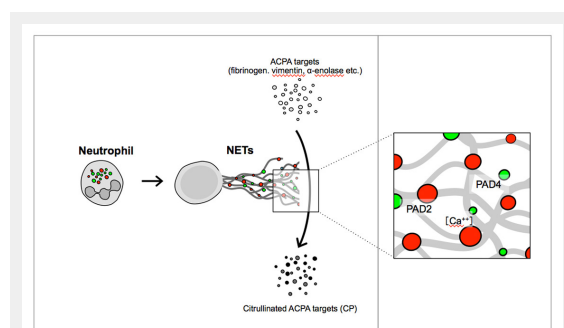 ACPA targets
(fibrinogen. vimentin, α-enolase etc.)
Neutrophil
NETs
PAD4
PAD2
[Ca⁺⁺]
Citrullinated ACPA targets (CP)